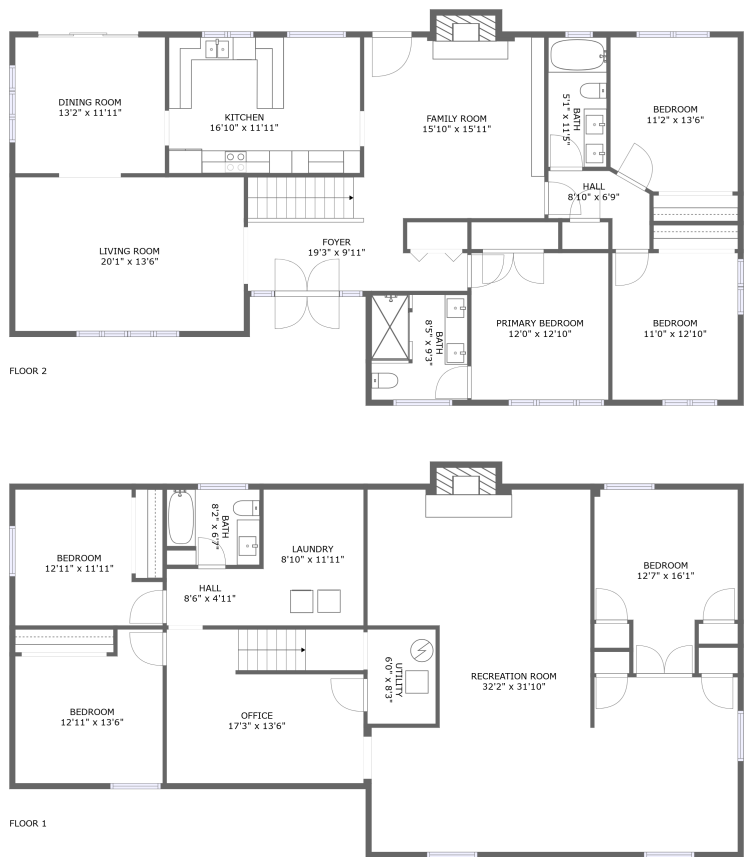 DINING ROOM
13'2" x 11'11"
KITCHEN
16'10" x 11'11"
FAMILY ROOM
15'10" x 15'11"
BATH
5'1" x 11'5"
BEDROOM
11'2" x 13'6"
HALL
8'10" x 6'9"
LIVING ROOM
20'1" x 13'6"
FOYER
19'3" x 9'11"
BATH
8'5" x 9'3"
PRIMARY BEDROOM
12'0" x 12'10"
BEDROOM
11'0" x 12'10"
FLOOR 2
BEDROOM
12'11" x 11'11"
BATH
8'2" x 6'7"
LAUNDRY
8'10" x 11'11"
HALL
8'6" x 4'11"
BEDROOM
12'7" x 16'1"
UTILITY
6'0" x 8'3"
RECREATION ROOM
32'2" x 31'10"
BEDROOM
12'11" x 13'6"
OFFICE
17'3" x 13'6"
FLOOR 1